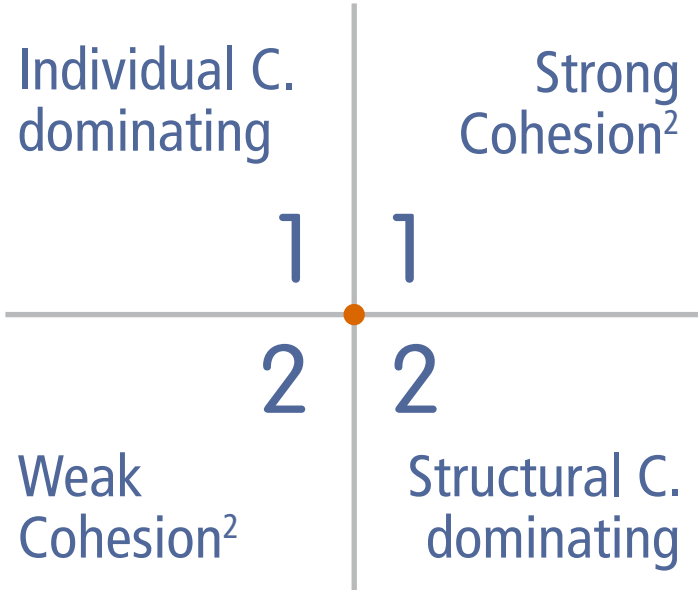 Individual C.
dominating
Strong
Cohesion²
1
1
2
2
Weak
Cohesion²
Structural C.
dominating